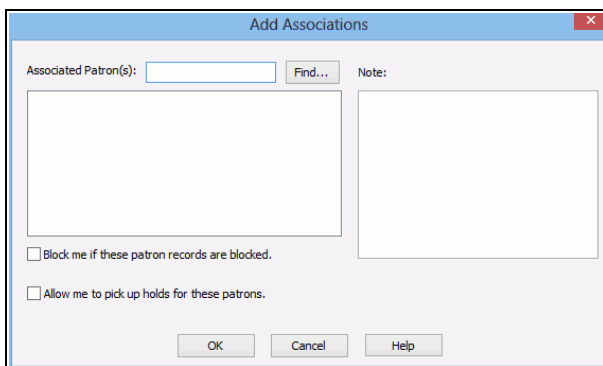 Add Associations
Associated Patron(s): Find... Note:
Block me if these patron records are blocked.
Allow me to pick up holds for these patrons.
OK Cancel Help